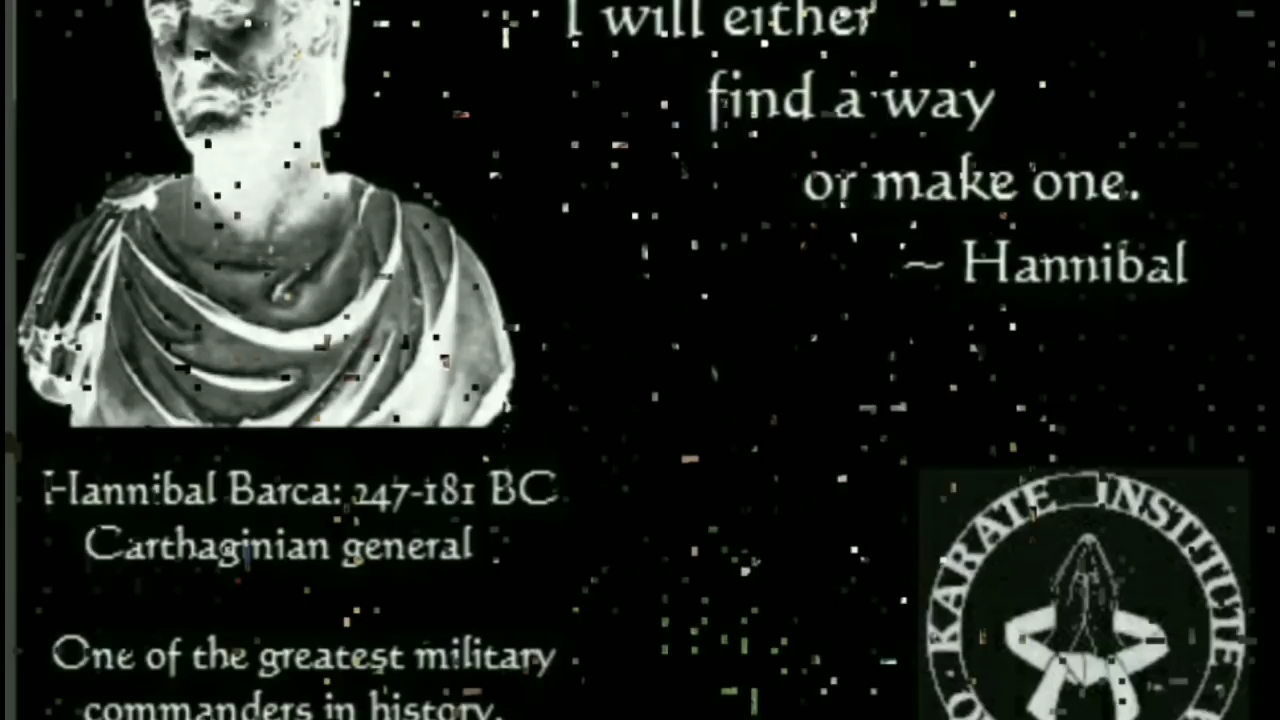 I will either
find a way
or make one.
~ Hannibal
Hannibal Barca: 247-181 BC
Carthaginian general
One of the greatest military
commanders in history.
KARATE INSTITUTE